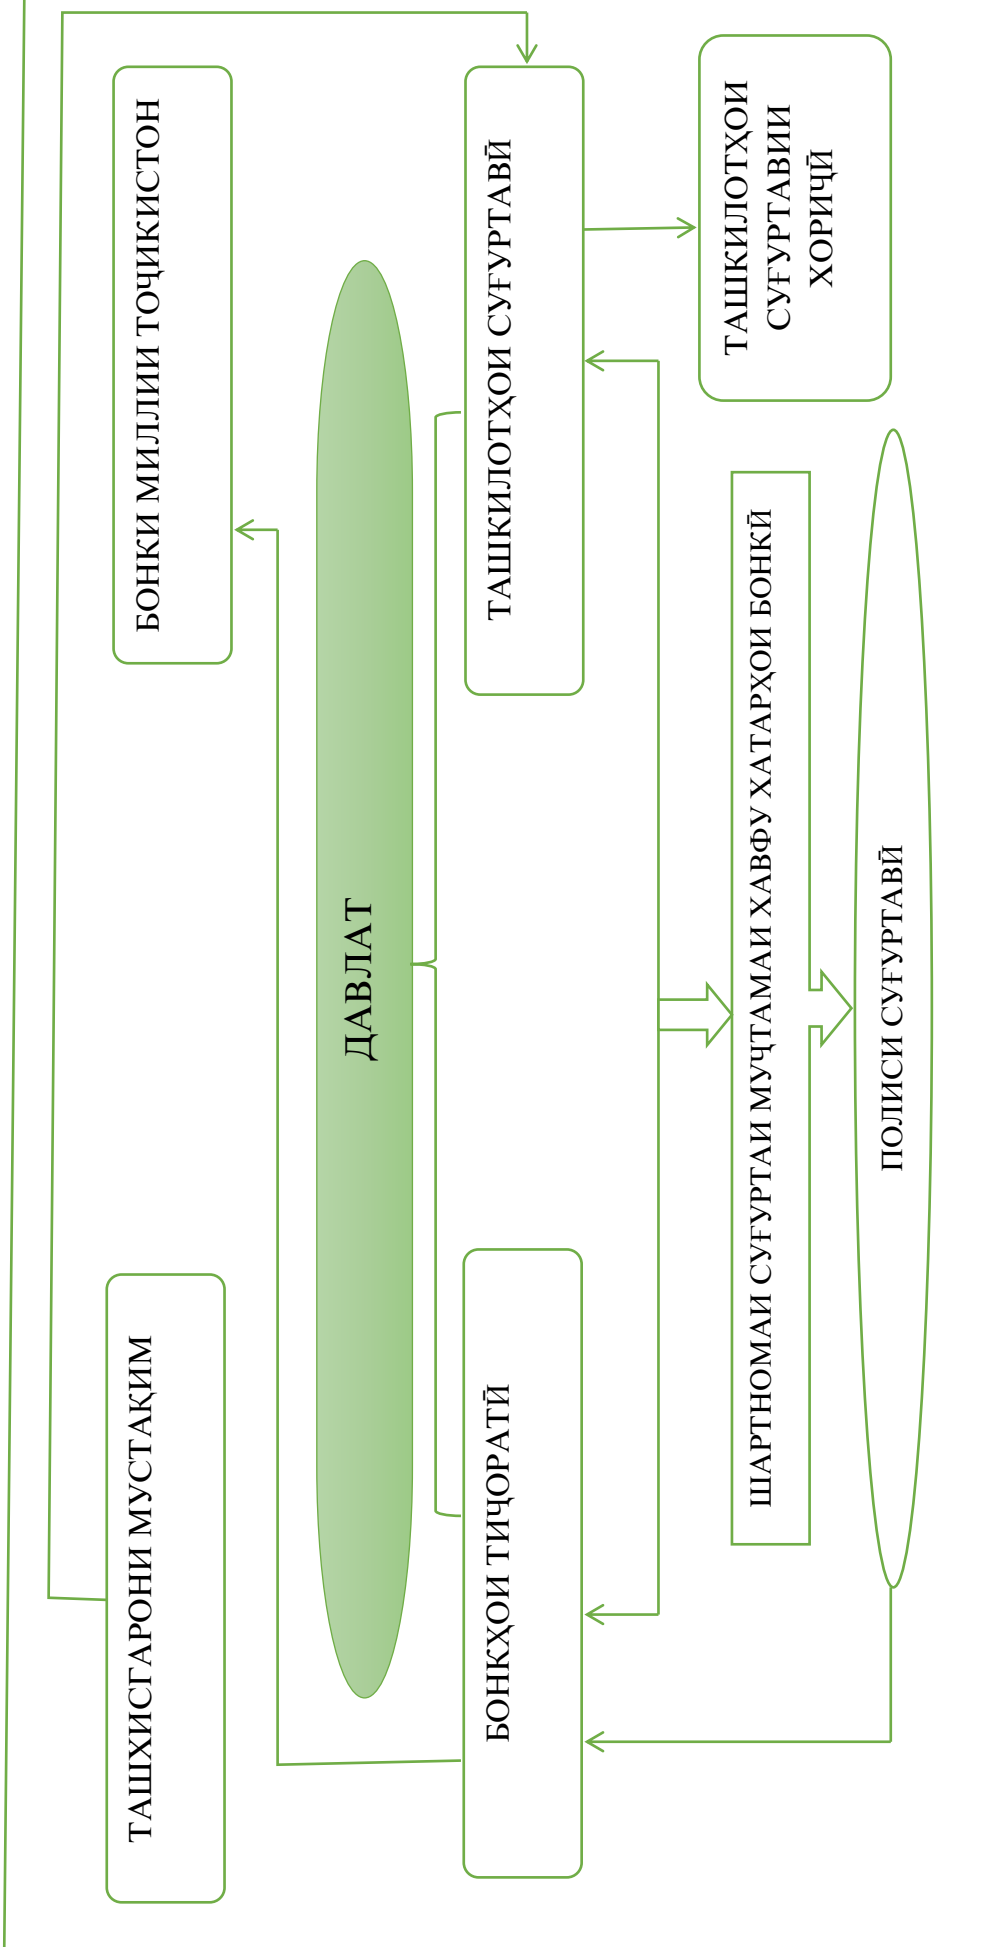 ТАШХИСГАРОНИ МУСТАҚИМ
БОНКИ МИЛЛИИ ТОҶИКИСТОН
ДАВЛАТ
БОНКҲОИ ТИҶОРАТӢ
ТАШКИЛОТҲОИ СУҒУРТАВӢ
ТАШКИЛОТҲОИ
СУҒУРТАВИИ
ХОРИҶӢ
ШАРТНОМАИ СУҒУРТАИ МУҶТАМАИ ХАВФУ ХАТАРҲОИ БОНКӢ
ПОЛИСИ СУҒУРТАВӢ